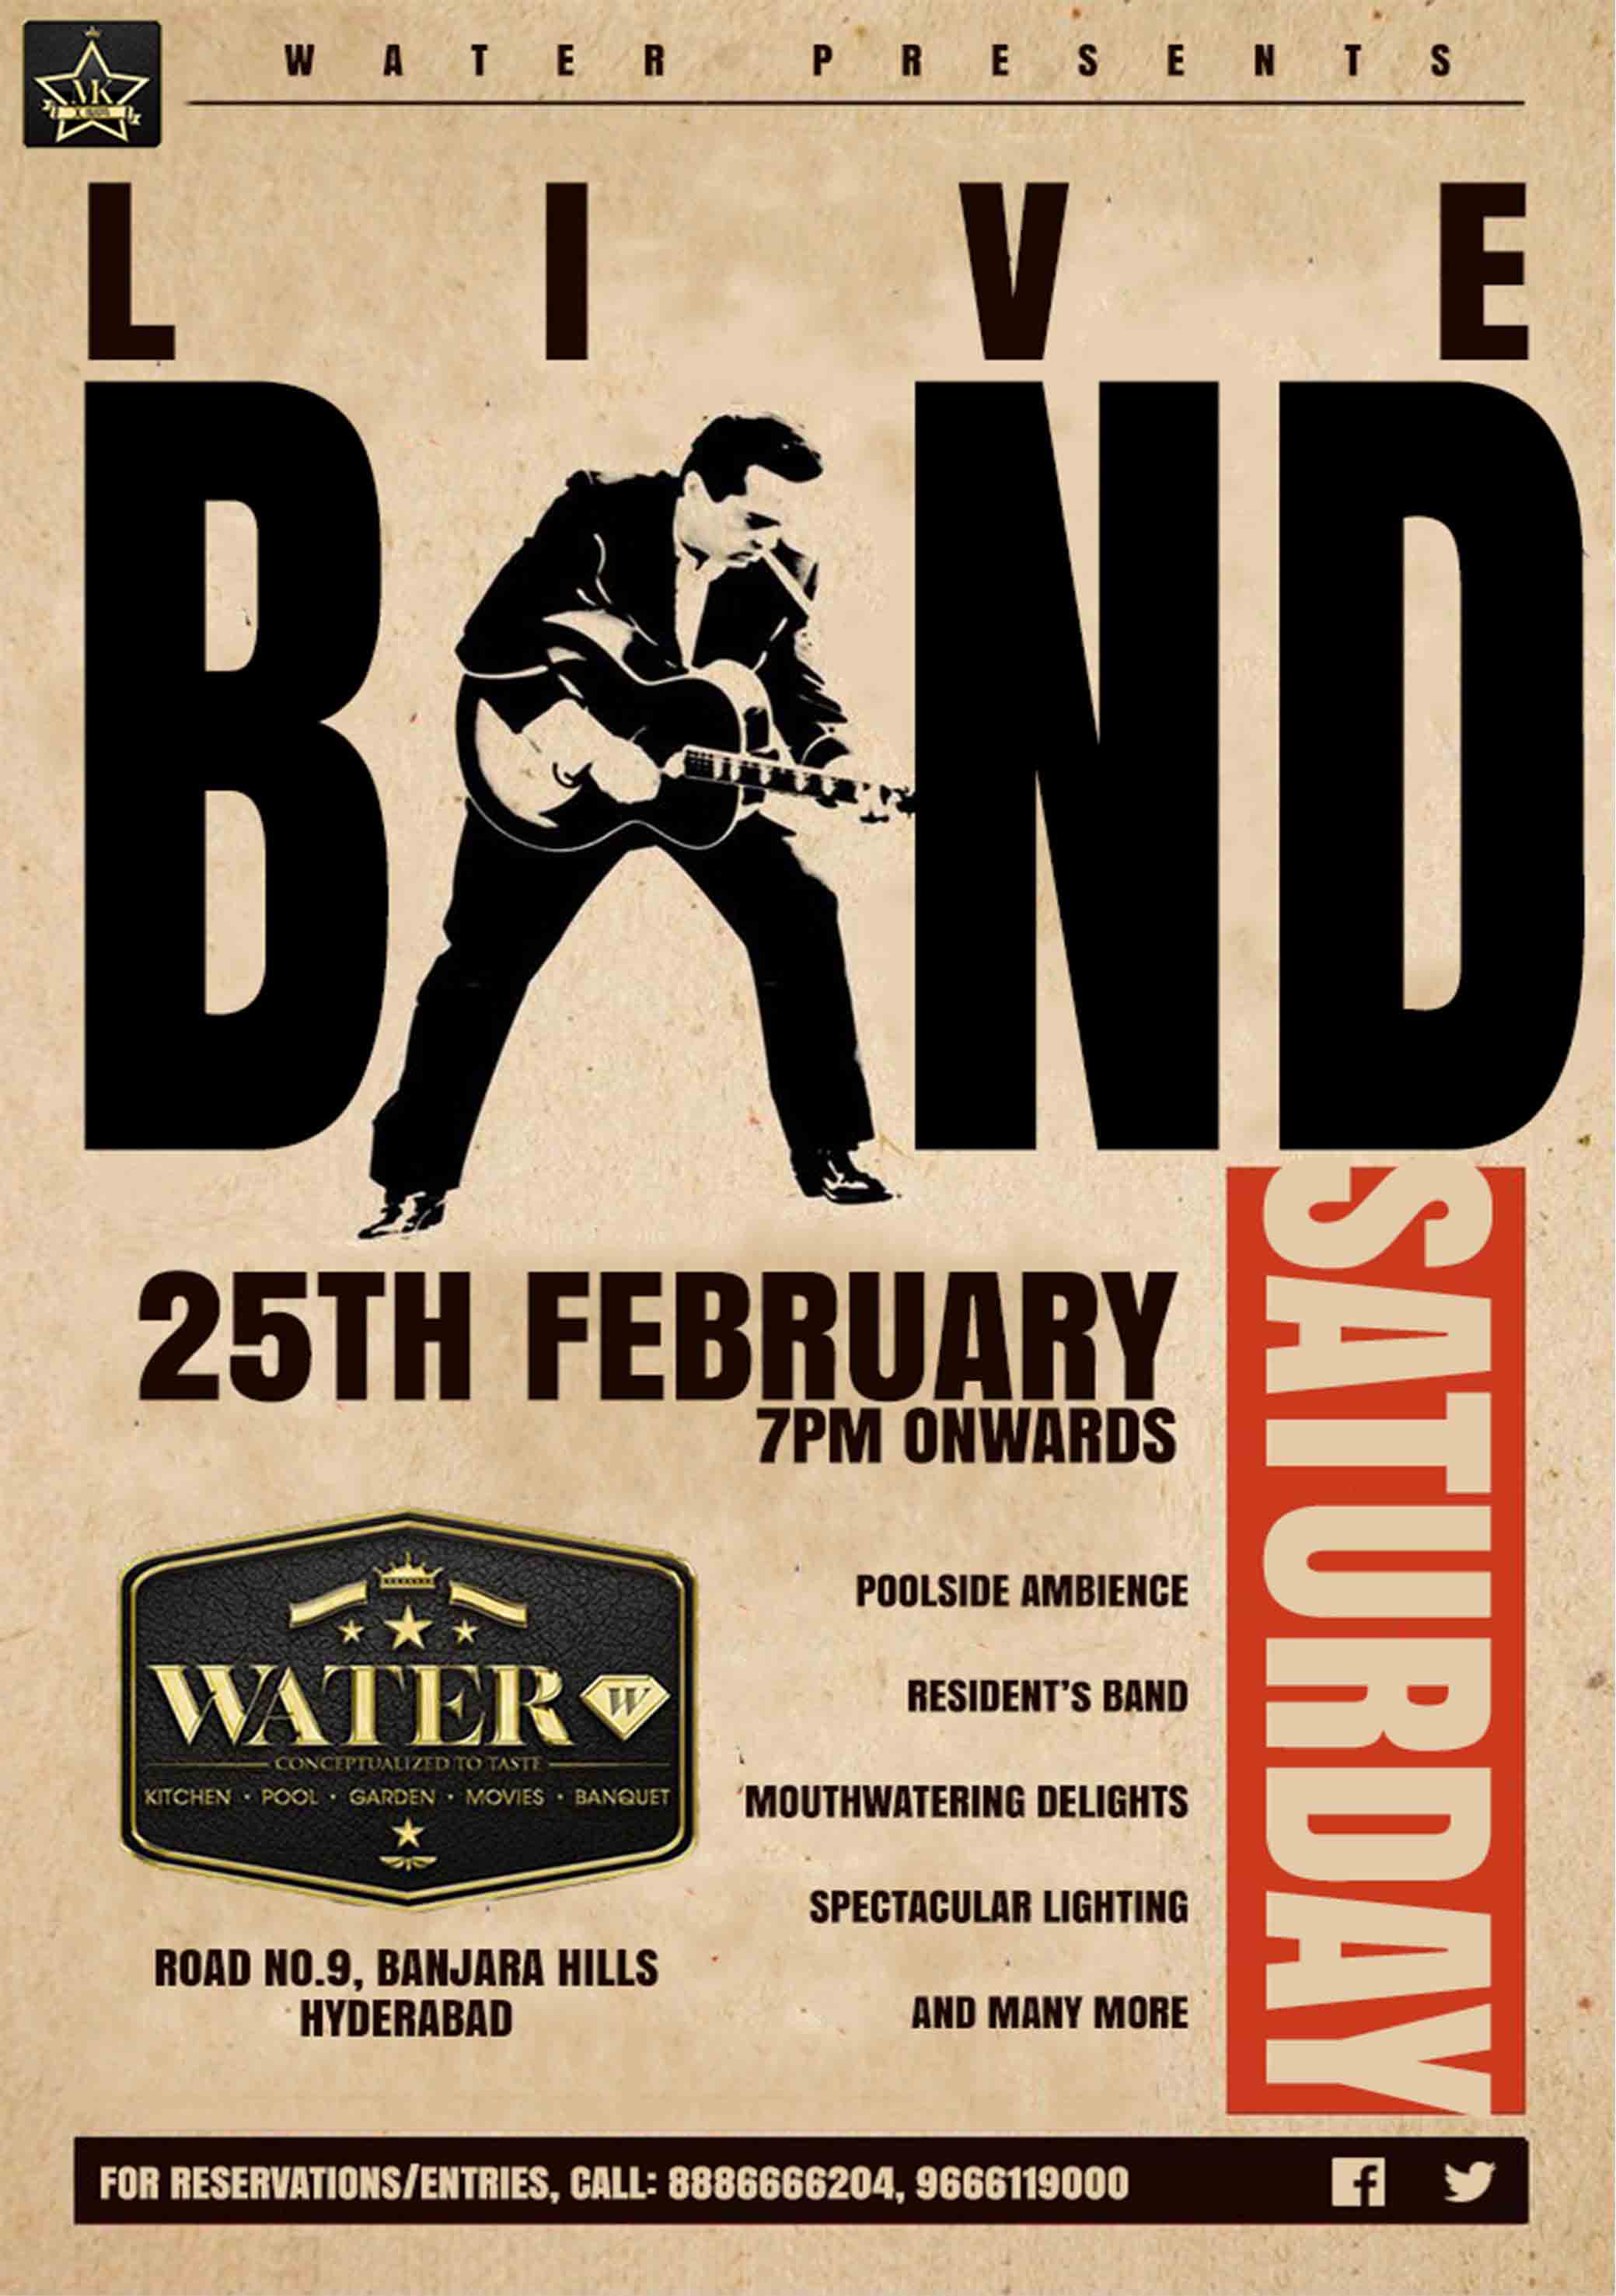 MK
WATER PRESENTS
LIVE
BAND
25TH FEBRUARY
7PM ONWARDS
SATURDAY
WATER
W
CONCEPTUALIZED TO TASTE
KITCHEN · POOL · GARDEN · MOVIES · BANQUET
ROAD NO.9, BANJARA HILLS
HYDERABAD
POOLSIDE AMBIENCE
RESIDENT's BAND
MOUTHWATERING DELIGHTS
SPECTACULAR LIGHTING
AND MANY MORE
FOR RESERVATIONS/ENTRIES, CALL: 8886666204, 9666119000